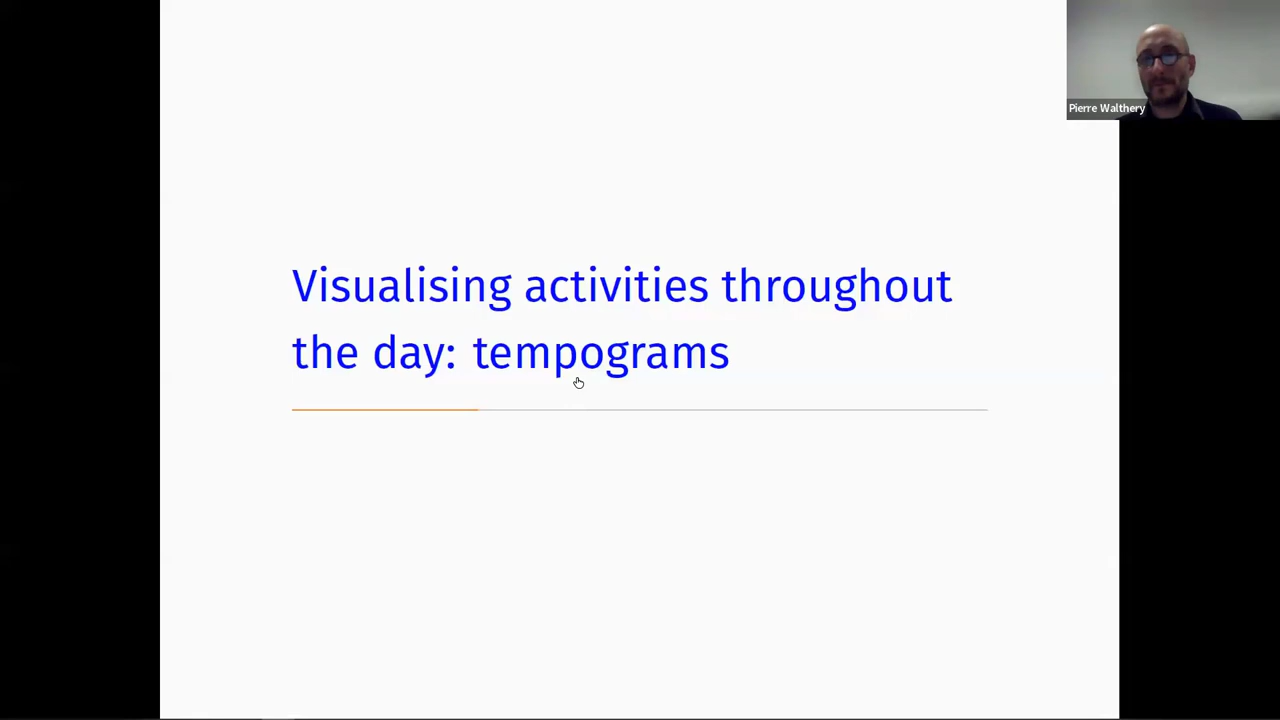 Pierre Walthery
Visualising activities throughout
the day: tempograms